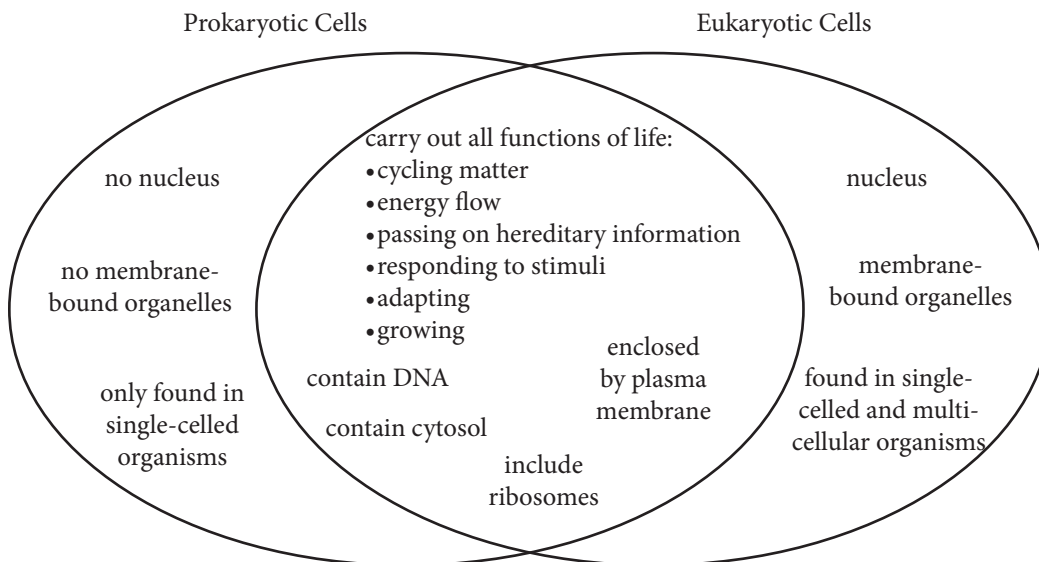 Prokaryotic Cells
Eukaryotic Cells
no nucleus
no membrane-
bound organelles
only found in
single-celled
organisms
carry out all functions of life:
•cycling matter
•energy flow
•passing on hereditary information
•responding to stimuli
•adapting
•growing
contain DNA
contain cytosol
enclosed
by plasma
membrane
include
ribosomes
nucleus
membrane-
bound organelles
found in single-
celled and multi-
cellular organisms